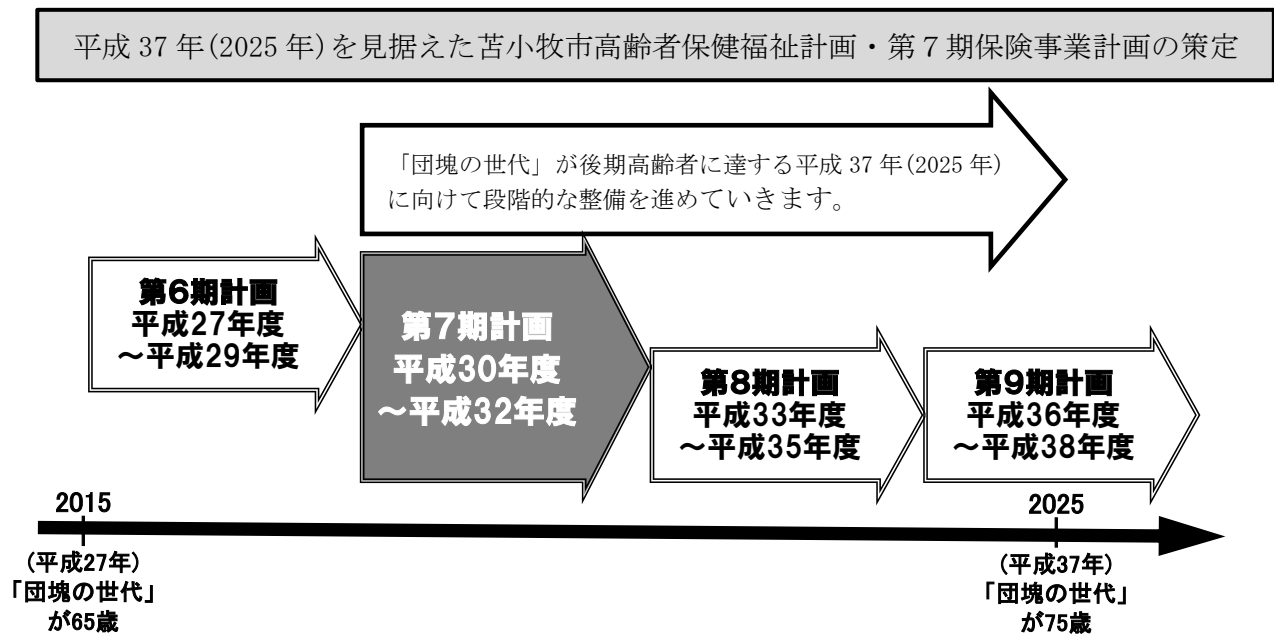 平成 37 年(2025 年)を見据えた苫小牧市高齢者保健福祉計画・第７期保険事業計画の策定
「団塊の世代」が後期高齢者に達する平成 37 年(2025 年)
に向けて段階的な整備を進めていきます。
第６期計画
平成27年度
～平成29年度
第７期計画
平成30年度
～平成32年度
第８期計画
平成33年度
～平成35年度
第９期計画
平成36年度
～平成38年度
2015
(平成27年)
「団塊の世代」
が65歳
2025
(平成37年)
「団塊の世代」
が75歳